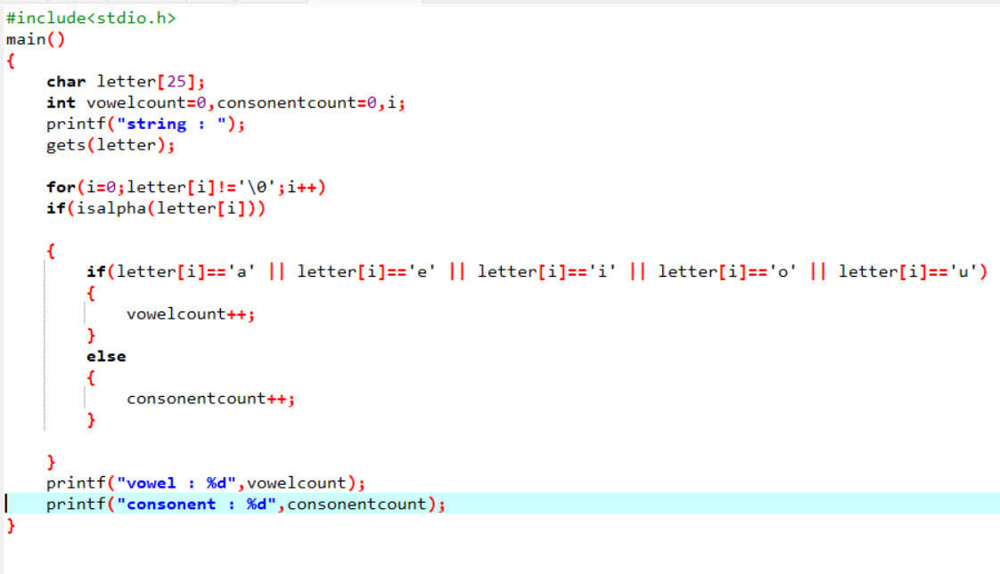 #include<stdio.h>
main()
{
    char letter[25];
    int vowelcount=0,consonentcount=0,i;
    printf("string : ");
    gets(letter);

    for(i=0;letter[i]!='\0';i++)
    if(isalpha(letter[i]))

    {
        if(letter[i]=='a' || letter[i]=='e' || letter[i]=='i' || letter[i]=='o' || letter[i]=='u')
        {
            vowelcount++;
        }
        else
        {
            consonentcount++;
        }

    }
    printf("vowel : %d",vowelcount);
    printf("consonent : %d",consonentcount);
}